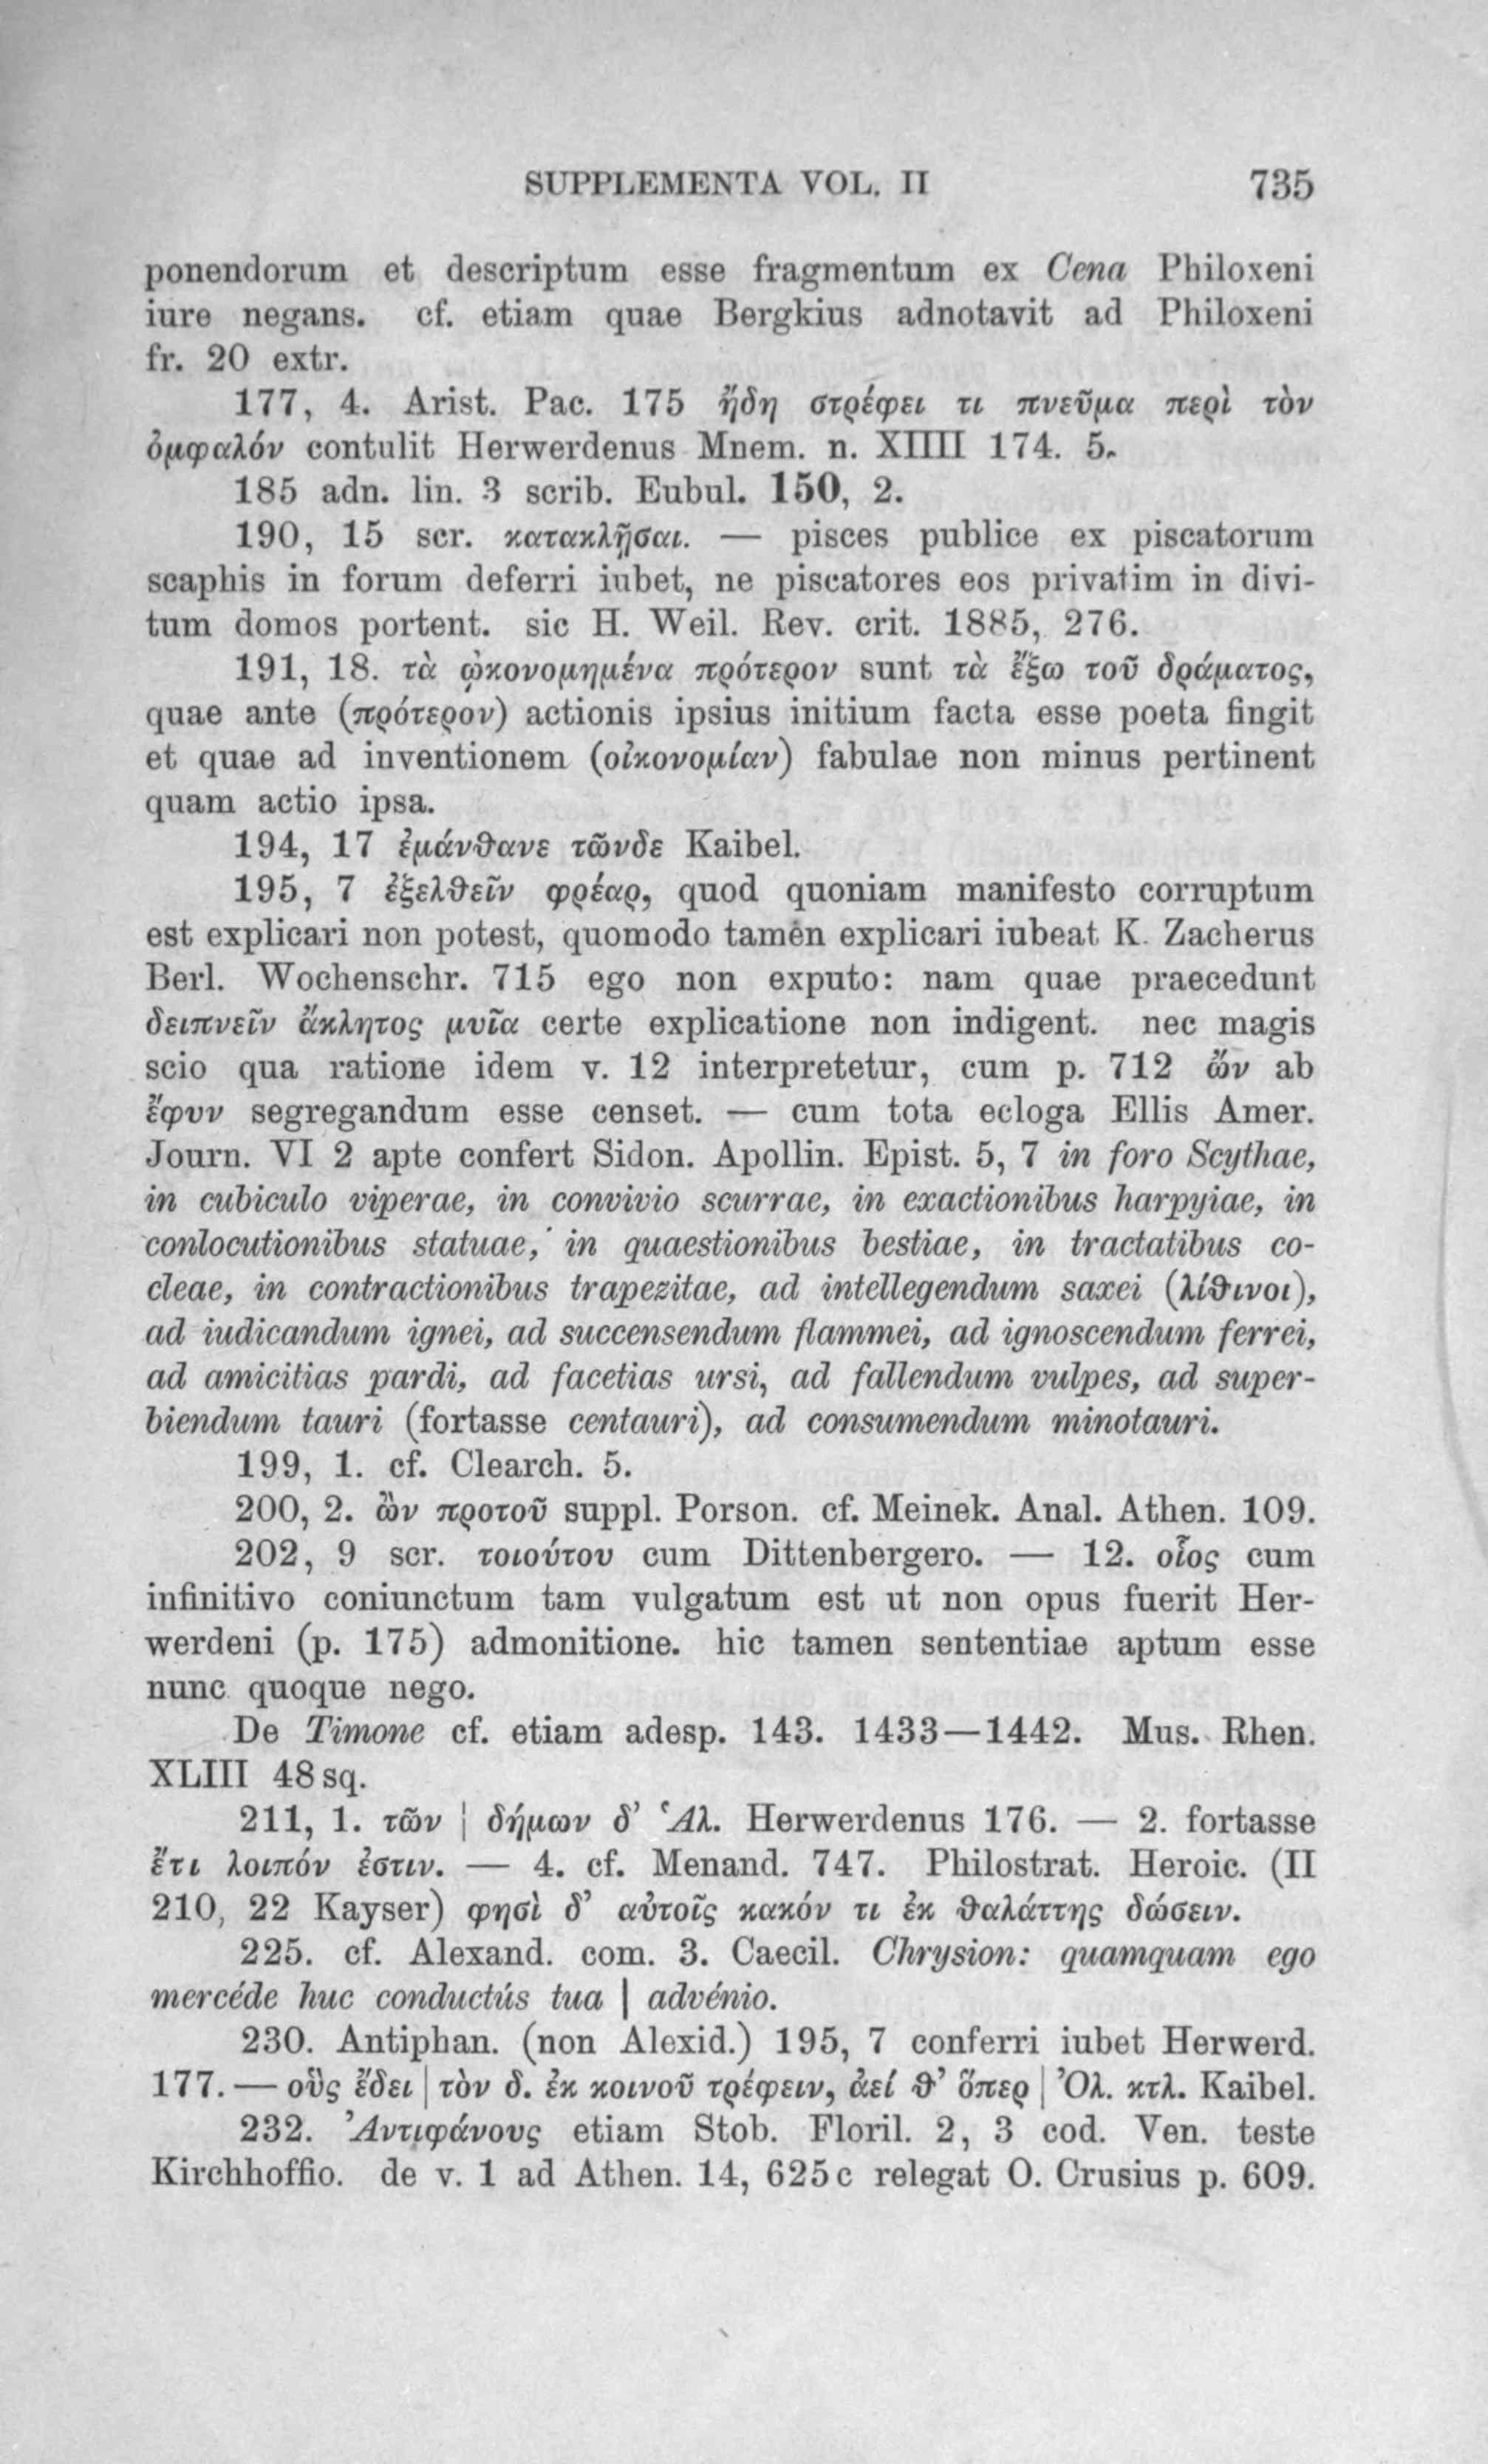 SUPPLEMENTA VOL. II 735
ponendorum et descriptum esse fragmentum ex Cena Philoxeni
iure negans. cf. etiam quae Bergkius adnotavit ad Philoxeni
fr. 20 extr.
177, 4. Arist. Pac. 175 ἤδη στρέφει τι πνεῦμα περὶ τὸν
ὀμφαλόν contulit Herwerdenus Mnem. n. XIIII 174. 5.
185 adn. lin. 3 scrib. Eubul. 150, 2.
190, 15 scr. κατακλῇσαι. — pisces publice ex piscatorum
scaphis in forum deferri iubet, ne piscatores eos privatim in divi-
tum domos portent. sic H. Weil. Rev. crit. 1885, 276.
191, 18. τὰ ᾠκονομημένα πρότερον sunt τὰ ἔξω τοῦ δράματος,
quae ante (πρότερον) actionis ipsius initium facta esse poeta fingit
et quae ad inventionem (οἰκονομίαν) fabulae non minus pertinent
quam actio ipsa.
194, 17 ἐμάνθανε τῶνδε Kaibel.
195, 7 ἐξελθεῖν φρέαρ, quod quoniam manifesto corruptum
est explicari non potest, quomodo tamen explicari iubeat K. Zacherus
Berl. Wochenschr. 715 ego non exputo: nam quae praecedunt
δειπνεῖν ἄκλητος μυῖα certe explicatione non indigent. nec magis
scio qua ratione idem v. 12 interpretetur, cum p. 712 ὤν ab
ἔφυν segregandum esse censet. — cum tota ecloga Ellis Amer.
Journ. VI 2 apte confert Sidon. Apollin. Epist. 5, 7 in foro Scythae,
in cubiculo viperae, in convivio scurrae, in exactionibus harpyiae, in
conlocutionibus statuae, in quaestionibus bestiae, in tractatibus co-
cleae, in contractionibus trapezitae, ad intellegendum saxei (λίθινοι),
ad iudicandum ignei, ad succensendum flammei, ad ignoscendum ferrei,
ad amicitias pardi, ad facetias ursi, ad fallendum vulpes, ad super-
biendum tauri (fortasse centauri), ad consumendum minotauri.
199, 1. cf. Clearch. 5.
200, 2. ὢν προτοῦ suppl. Porson. cf. Meinek. Anal. Athen. 109.
202, 9 scr. τοιούτου cum Dittenbergero. — 12. οἷος cum
infinitivo coniunctum tam vulgatum est ut non opus fuerit Her-
werdeni (p. 175) admonitione. hic tamen sententiae aptum esse
nunc quoque nego.
De Timone cf. etiam adesp. 143. 1433—1442. Mus. Rhen.
XLIII 48 sq.
211, 1. τῶν | δήμων δ’ Ἁλ. Herwerdenus 176. — 2. fortasse
ἔτι λοιπόν ἐστιν. — 4. cf. Menand. 747. Philostrat. Heroic. (II
210, 22 Kayser) φησὶ δ’ αὐτοῖς κακόν τι ἐκ θαλάττης δώσειν.
225. cf. Alexand. com. 3. Caecil. Chrysion: quamquam ego
mercéde huc conductús tua | advénio.
230. Antiphan. (non Alexid.) 195, 7 conferri iubet Herwerd.
177. — οὓς ἔδει | τὸν δ. ἐκ κοινοῦ τρέφειν, ἀεί θ’ ὅπερ | Ὀλ. κτλ. Kaibel.
232. Ἀντιφάνους etiam Stob. Floril. 2, 3 cod. Ven. teste
Kirchhoffio. de v. 1 ad Athen. 14, 625 c relegat O. Crusius p. 609.